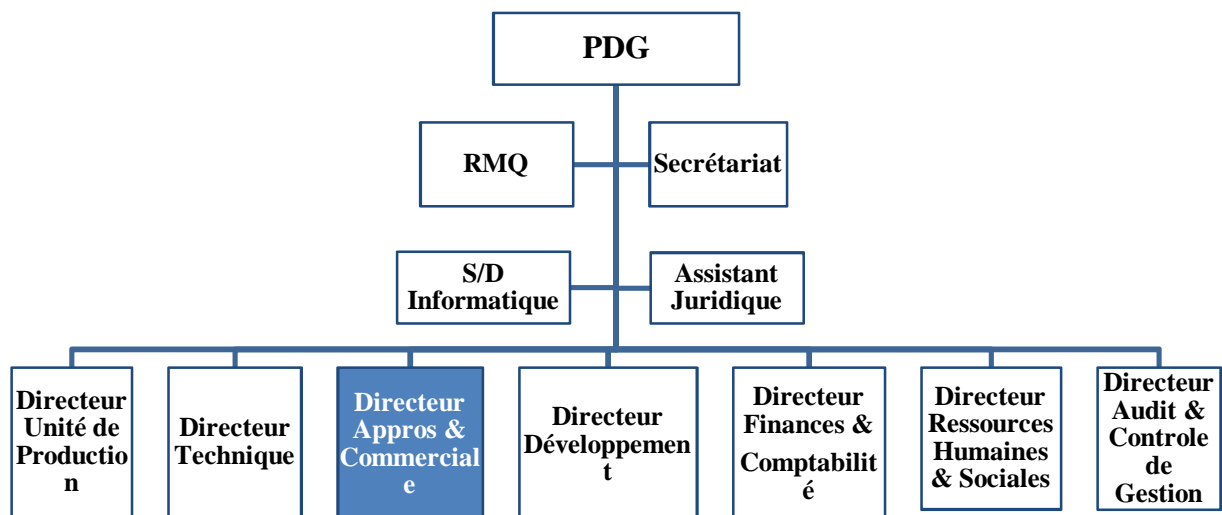 PDG
RMQ
Secrétariat
S/D
Informatique
Assistant
Juridique
Directeur
Unité de
Productio
n
Directeur
Technique
Directeur
Appros &
Commercial
e
Directeur
Développemen
t
Directeur
Finances &
Comptabilit
é
Directeur
Ressources
Humaines
& Sociales
Directeur
Audit &
Controle
de
Gestion